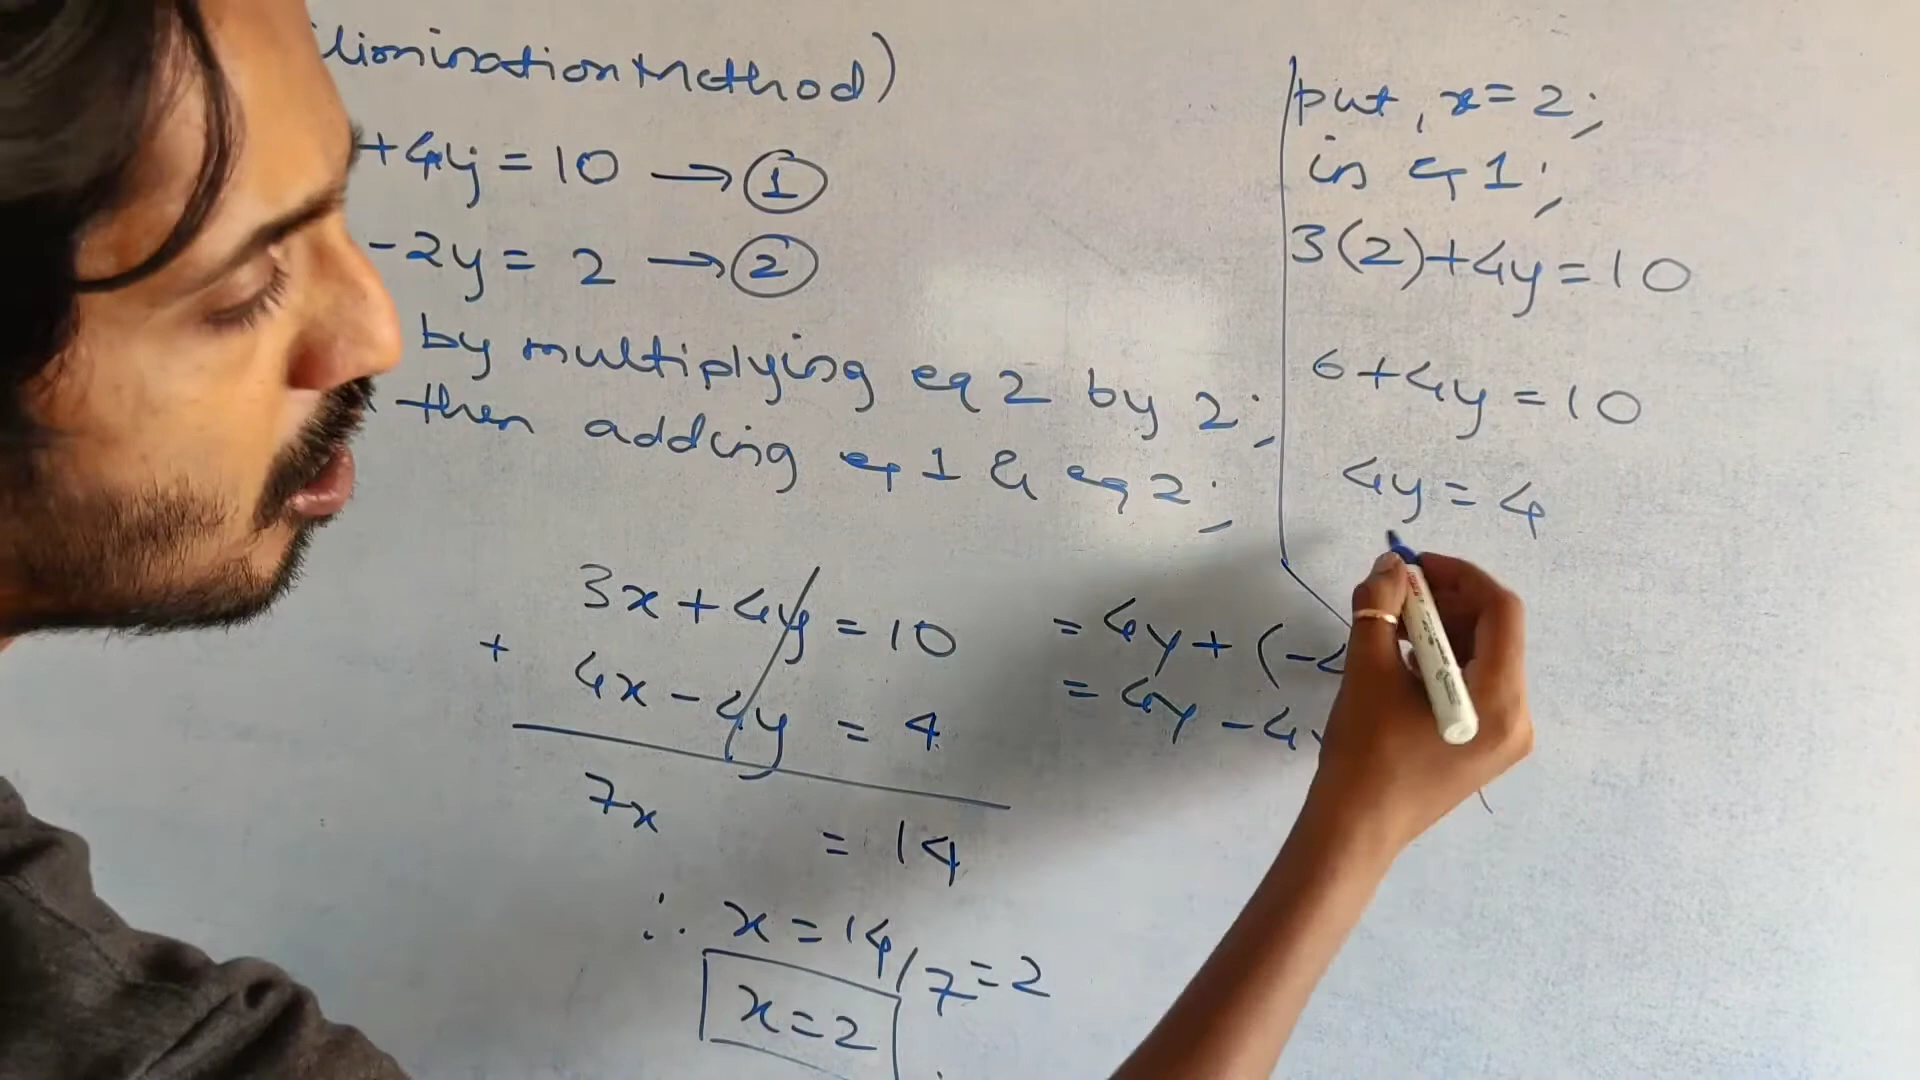 limination Method)
+4y = 10 → ①
-2y = 2 → ②
by multiplying eq 2 by 2;
then adding eq 1 & eq 2;
3x + 4y = 10
+ 4x - 4y = 4
7x = 14
∴ x = 14/7 = 2
x = 2
= 4y + (-4
= 4y - 4
put, x = 2;
in eq 1;
3(2)+4y = 10
6+4y = 10
4y = 4